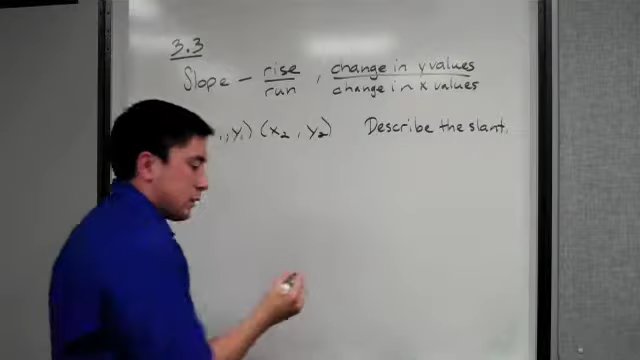 3.3
Slope – rise/run , change in y values/change in x values
, y₁) (x₂ , y₂) Describe the slant.